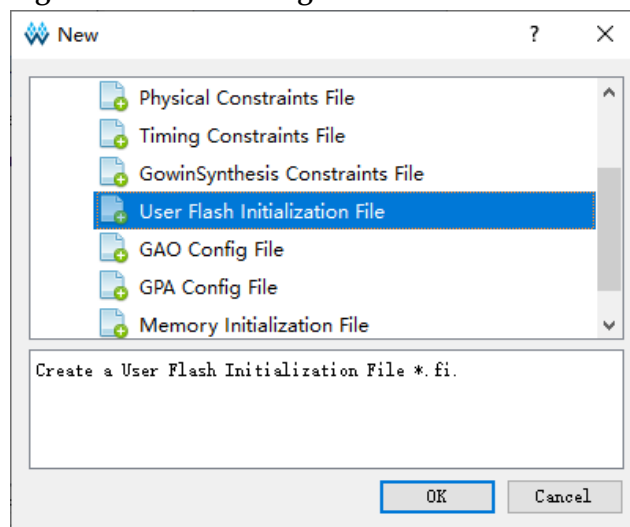 New
?
Physical Constraints File
Timing Constraints File
GowinSynthesis Constraints File
User Flash Initialization File
GAO Config File
GPA Config File
Memory Initialization File
Create a User Flash Initialization File *.fi.
OK Cancel